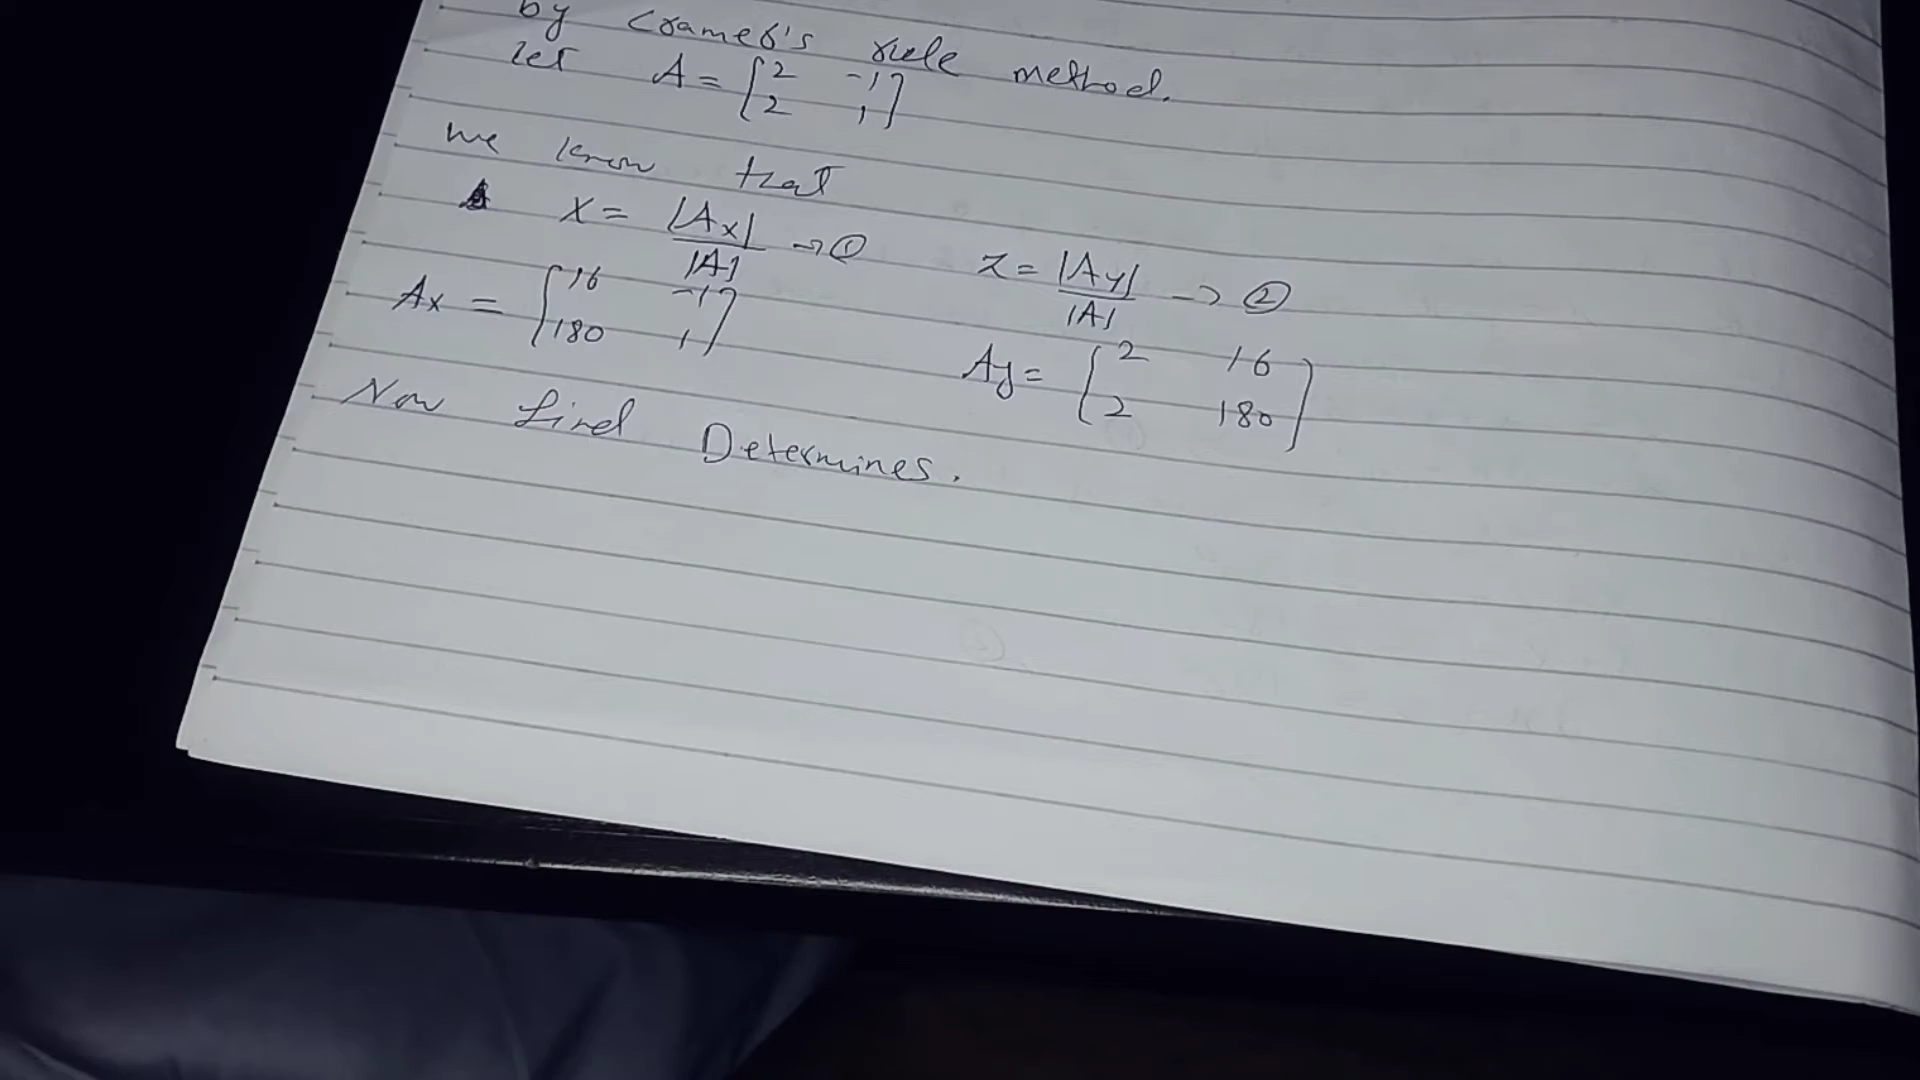 by Cramer's rule method.
let A = [2 -1
2 1]
we know that
x = |Ax| / |A| → ① z = |Ay| / |A| → ②
Ax = [16 -1
180 1]
Ay = [2 16
2 180]
Now find Determines.